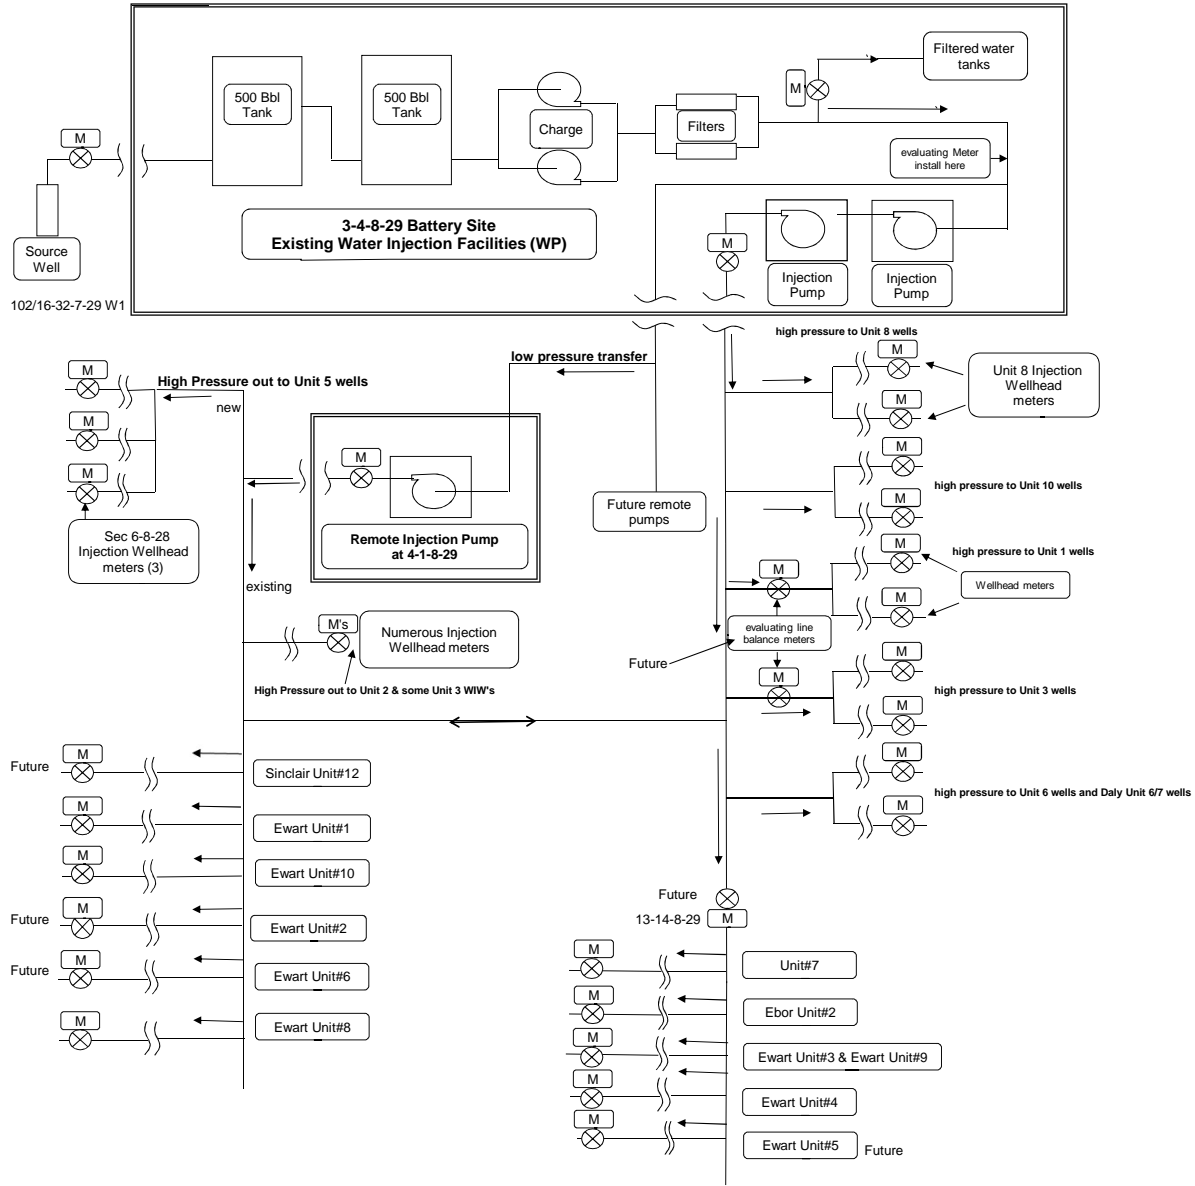 Filtered water
tanks
M
500 Bbl
Tank
500 Bbl
Tank
Charge
Filters
M
evaluating Meter
install here
3-4-8-29 Battery Site
Existing Water Injection Facilities (WP)
M
Injection
Pump
Injection
Pump
Source
Well
102/16-32-7-29 W1
high pressure to Unit 8 wells
M
M
Unit 8 Injection
Wellhead
meters
low pressure transfer
M
High Pressure out to Unit 5 wells
new
M
M
Sec 6-8-28
Injection Wellhead
meters (3)
M
Remote Injection Pump
at 4-1-8-29
Future remote
pumps
M
M
high pressure to Unit 10 wells
existing
M
M
high pressure to Unit 1 wells
M
Wellhead meters
M's
Numerous Injection
Wellhead meters
evaluating line
balance meters
Future
High Pressure out to Unit 2 & some Unit 3 WIW's
M
M
high pressure to Unit 3 wells
M
M
M
high pressure to Unit 6 wells and Daly Unit 6/7 wells
Future
M
Sinclair Unit#12
M
Ewart Unit#1
M
Ewart Unit#10
Future
M
Ewart Unit#2
Future
M
Ewart Unit#6
M
Ewart Unit#8
Future
13-14-8-29
M
M
Unit#7
M
Ebor Unit#2
M
Ewart Unit#3 & Ewart Unit#9
M
Ewart Unit#4
M
Ewart Unit#5
Future